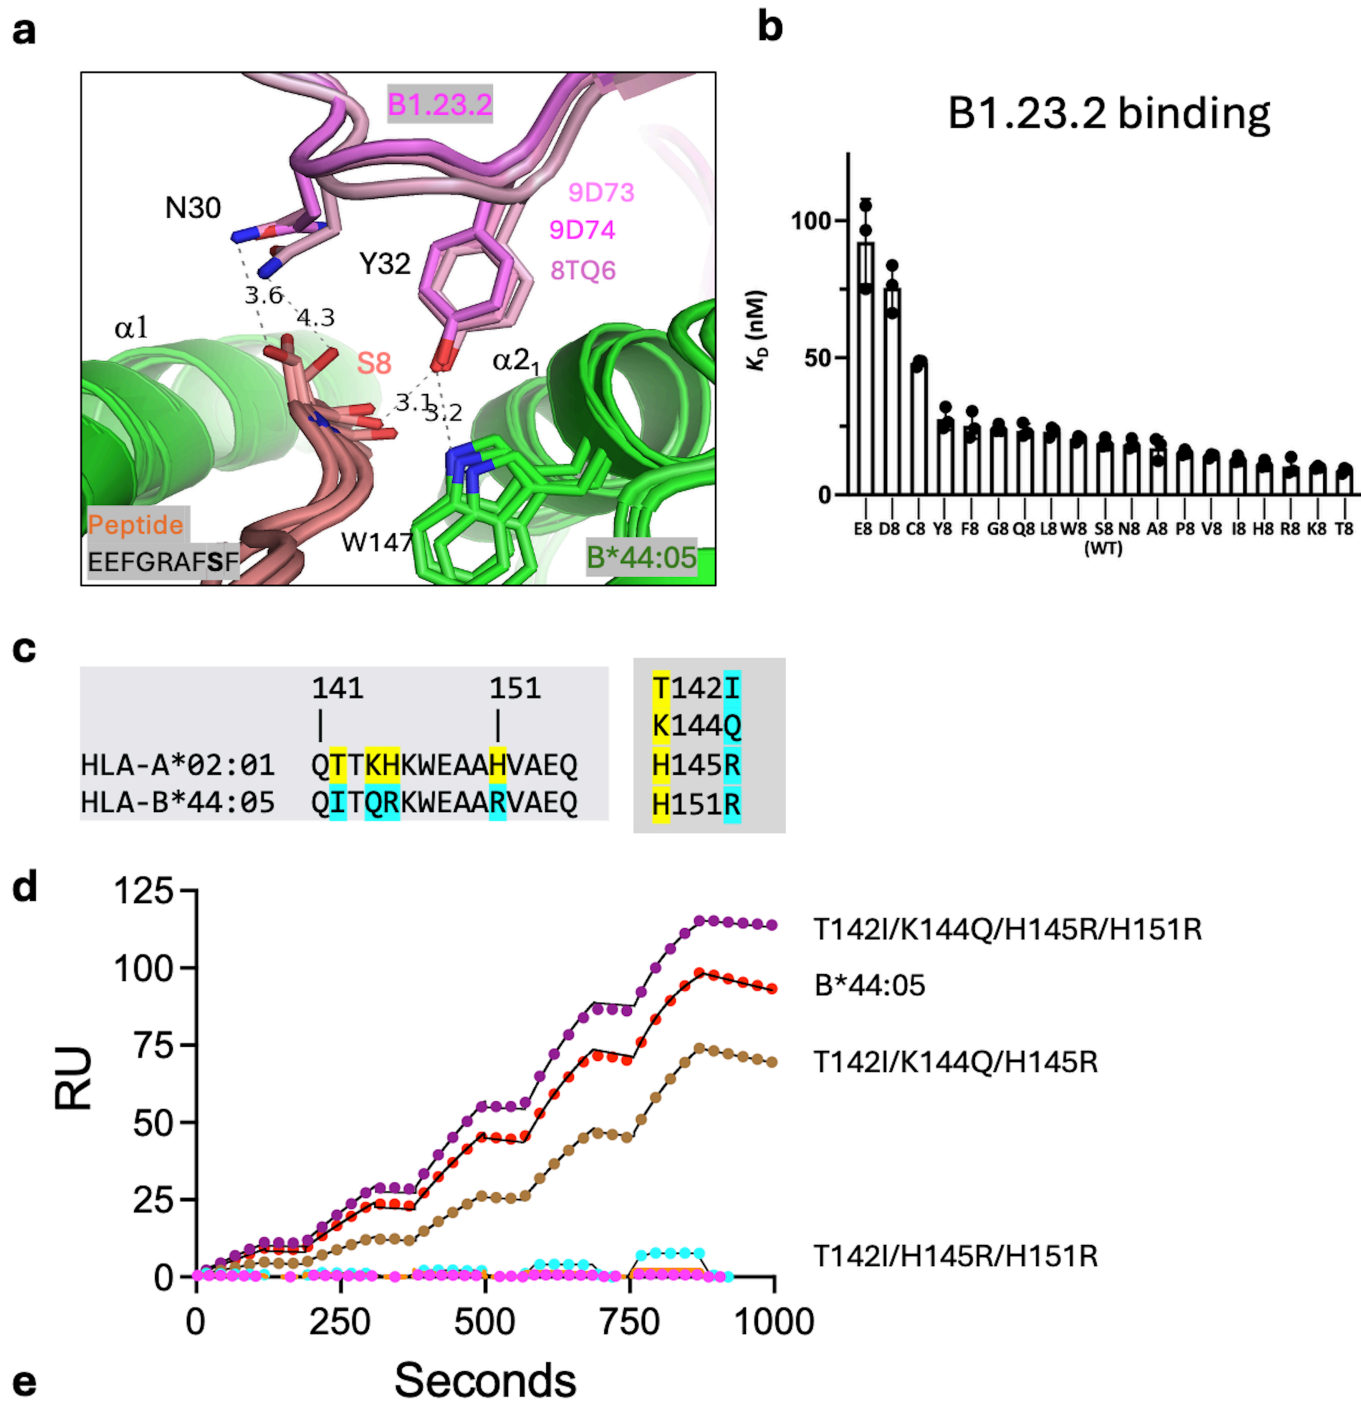 a
B1.23.2
N30
9D73
9D74
8TQ6
Y32
3.6
4.3
α1
S8
α2₁
3.1
3.2
W147
Peptide
EEFGRAFSF
B*44:05
b
B1.23.2 binding
K_D (nM)
100
50
0
E8 D8 C8 Y8 F8 G8 Q8 L8 W8 S8 N8 A8 P8 V8 I8 H8 R8 K8 T8
(WT)
c
141 151
HLA-A*02:01 QTTKHKWEAAHVAEQ
HLA-B*44:05 QITQRKWEAARVAEQ
T142I
K144Q
H145R
H151R
d
RU
125
100
75
50
25
0
0 250 500 750 1000
Seconds
T142I/K144Q/H145R/H151R
B*44:05
T142I/K144Q/H145R
T142I/H145R/H151R
e